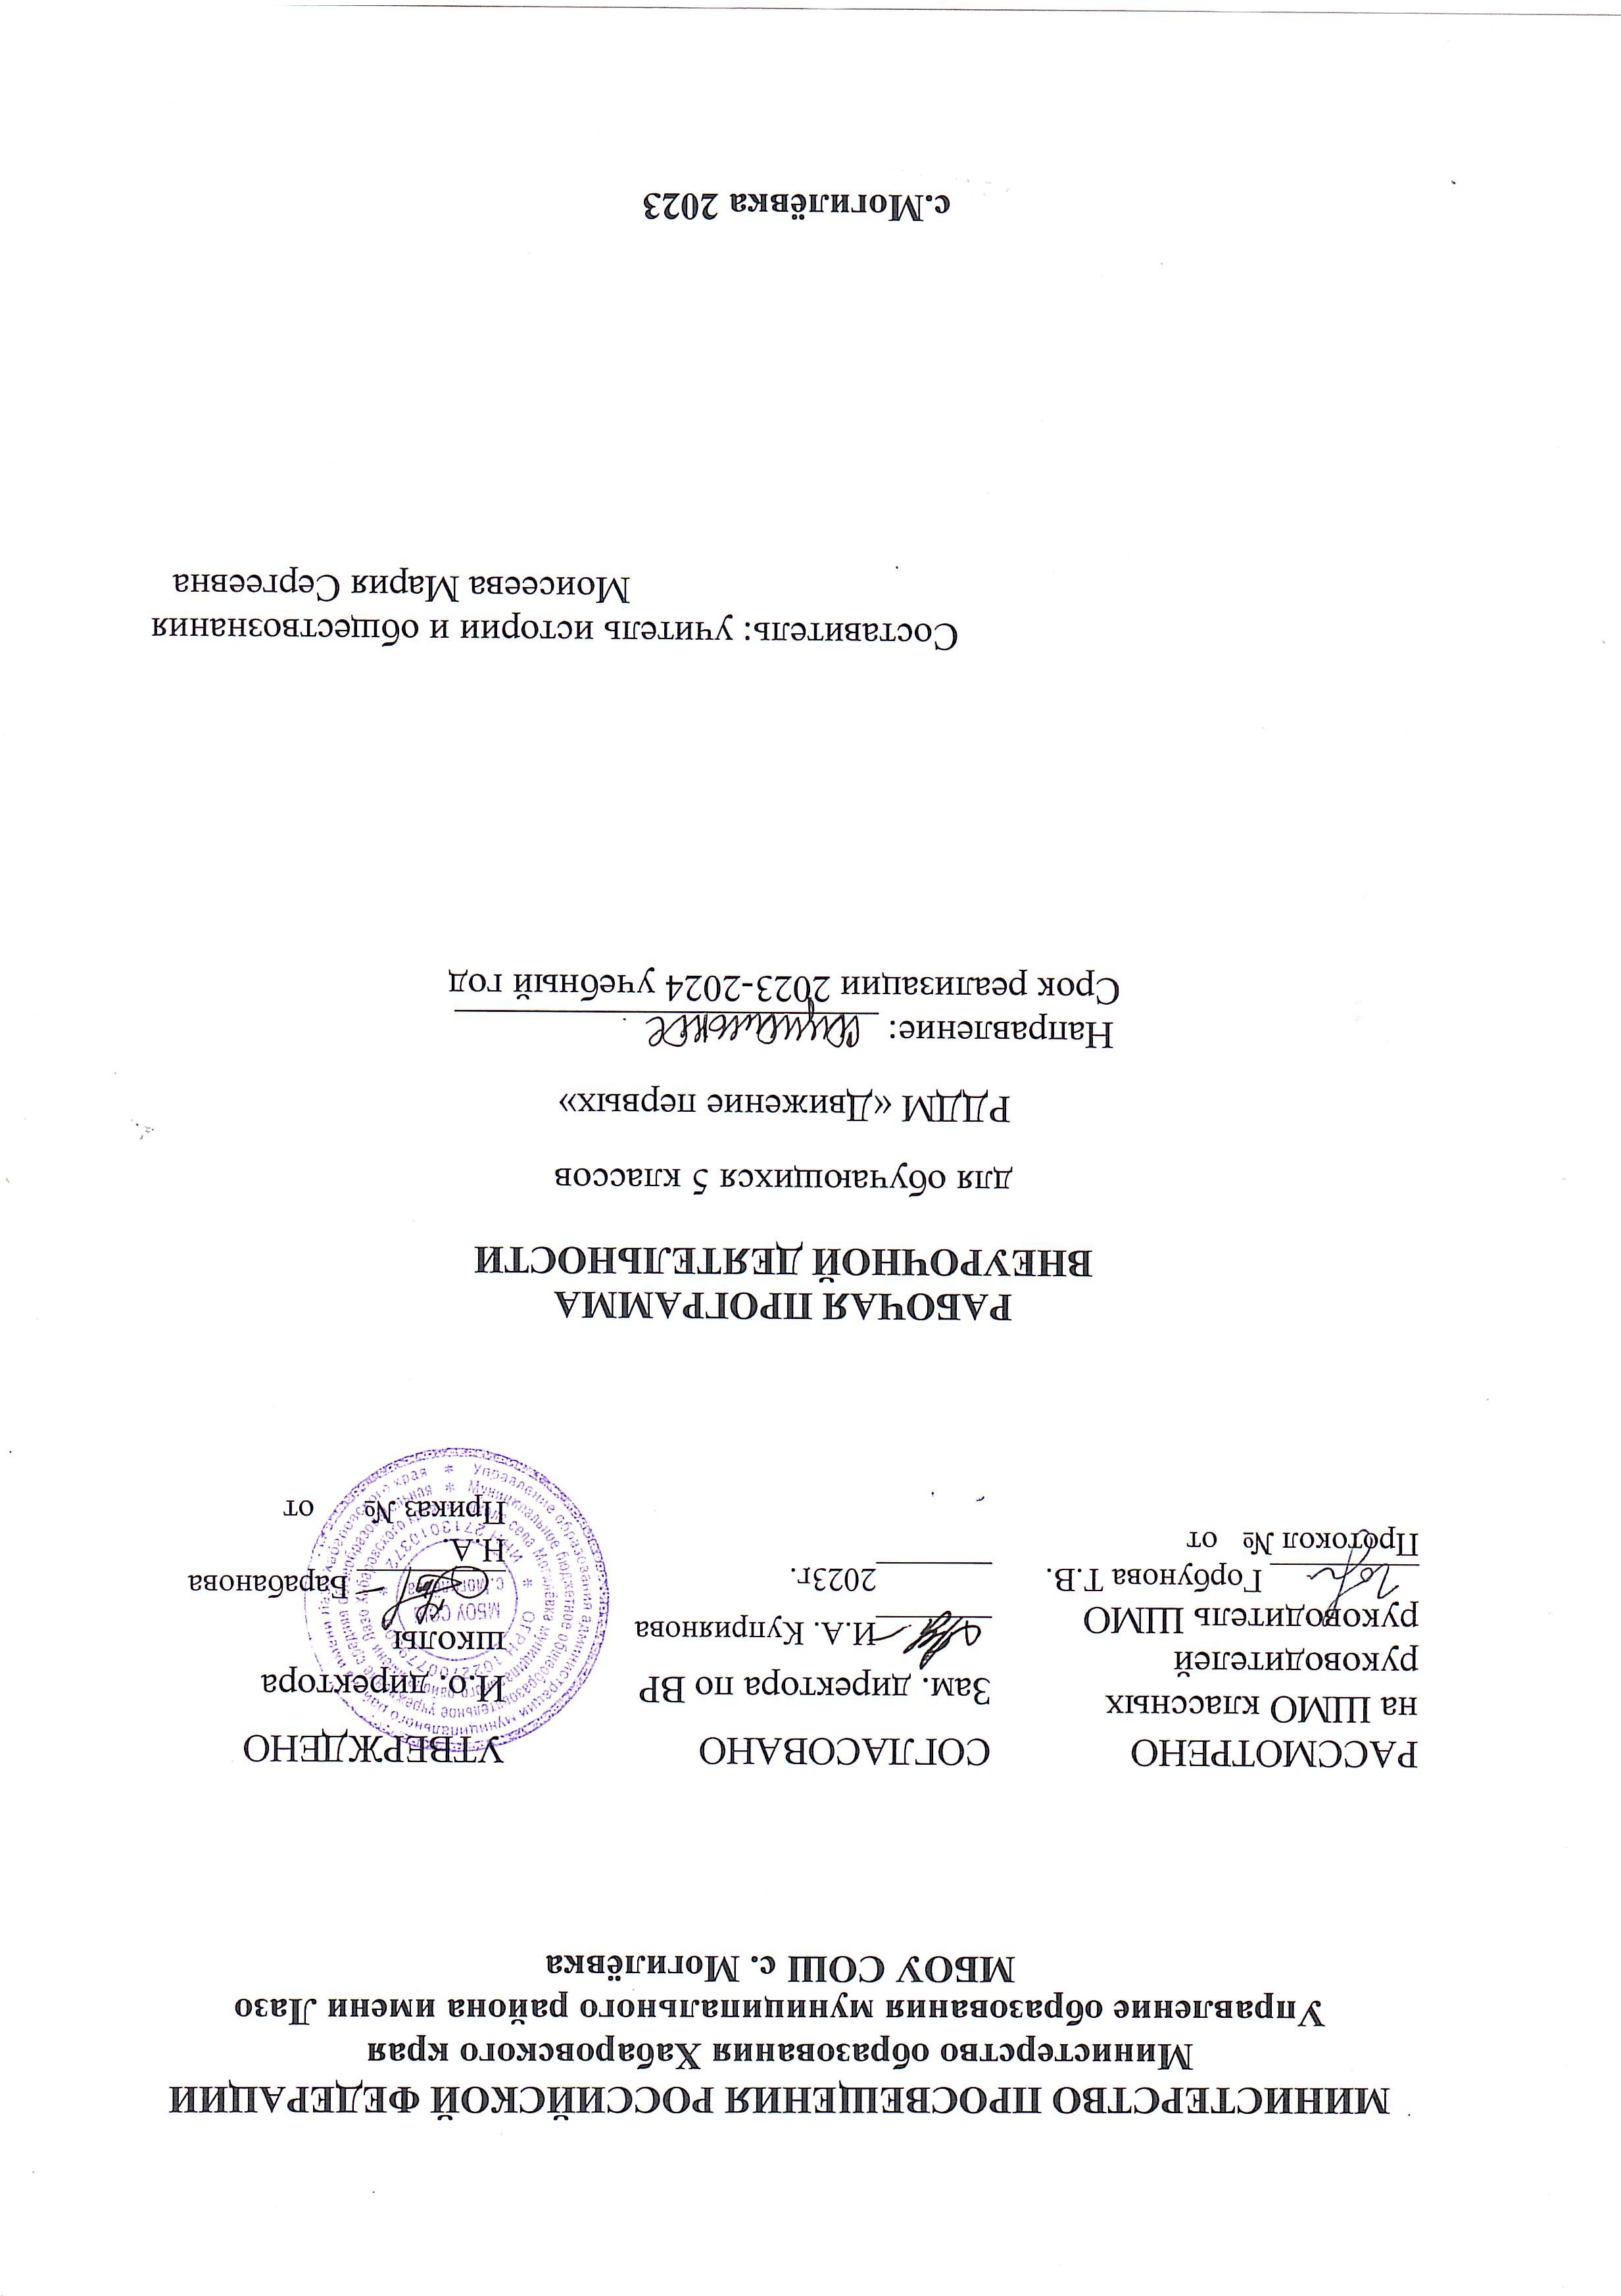 МИНИСТЕРСТВО ПРОСВЕЩЕНИЯ РОССИЙСКОЙ ФЕДЕРАЦИИ
Министерство образования Хабаровского края
Управление образования муниципального района имени Лазо
МБОУ СОШ с. Могилёвка
РАССМОТРЕНО
на ШМО классных
руководителей
руководитель ШМО
Горбунова Т.В.
Протокол № от
СОГЛАСОВАНО
Зам. директора по ВР
И.А. Куприянова
2023г.
УТВЕРЖДЕНО
И.о. директора
школы
Барабанова
Н.А.
Приказ № от
МБОУ СОШ
с. Могилёвка
РАБОЧАЯ ПРОГРАММА
ВНЕУРОЧНОЙ ДЕЯТЕЛЬНОСТИ
для обучающихся 5 классов
РДДМ «Движение первых»
Направление:
Срок реализации 2023-2024 учебный год
Составитель: учитель истории и обществознания
Моисеева Мария Сергеевна
с.Могилёвка 2023